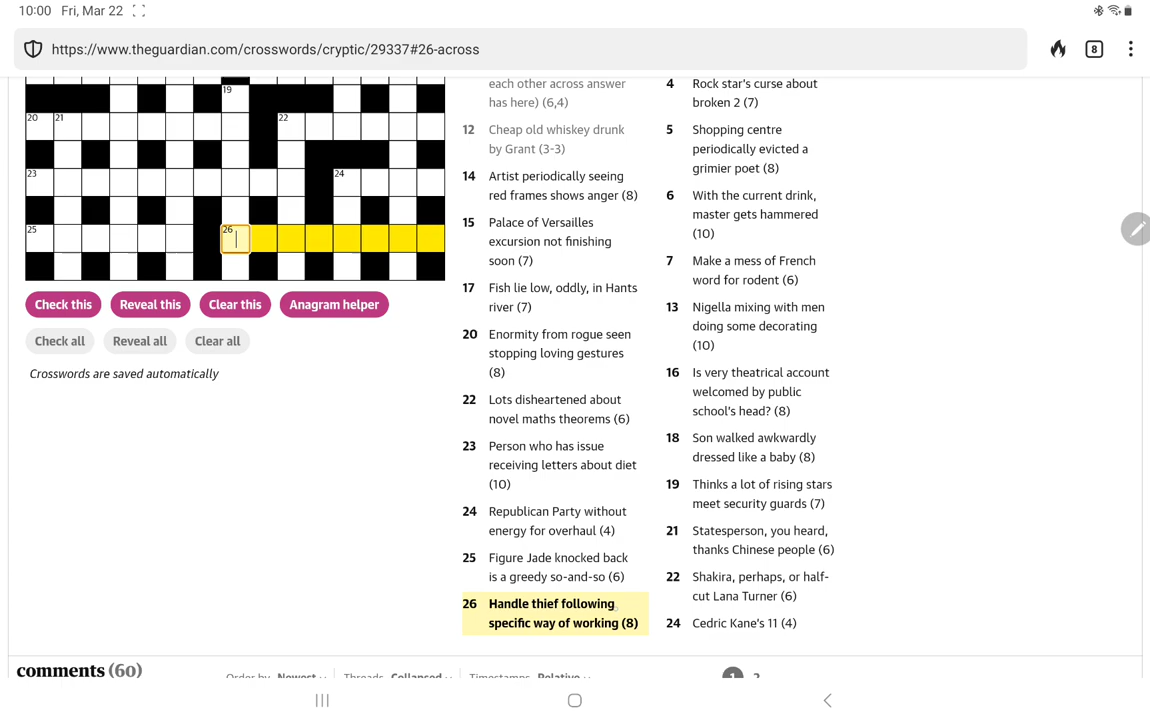 10:00 Fri, Mar 22
https://www.theguardian.com/crosswords/cryptic/29337#26-across
8
19
20 21 22
23 24
25 26
Check this Reveal this Clear this Anagram helper
Check all Reveal all Clear all
Crosswords are saved automatically
each other across answer
has here) (6,4)
12 Cheap old whiskey drunk
by Grant (3-3)
14 Artist periodically seeing
red frames shows anger (8)
15 Palace of Versailles
excursion not finishing
soon (7)
17 Fish lie low, oddly, in Hants
river (7)
20 Enormity from rogue seen
stopping loving gestures
(8)
22 Lots disheartened about
novel maths theorems (6)
23 Person who has issue
receiving letters about diet
(10)
24 Republican Party without
energy for overhaul (4)
25 Figure Jade knocked back
is a greedy so-and-so (6)
26 Handle thief following
specific way of working (8)
4 Rock star's curse about
broken 2 (7)
5 Shopping centre
periodically evicted a
grimier poet (8)
6 With the current drink,
master gets hammered
(10)
7 Make a mess of French
word for rodent (6)
13 Nigella mixing with men
doing some decorating
(10)
16 Is very theatrical account
welcomed by public
school's head? (8)
18 Son walked awkwardly
dressed like a baby (8)
19 Thinks a lot of rising stars
meet security guards (7)
21 Statesperson, you heard,
thanks Chinese people (6)
22 Shakira, perhaps, or half-
cut Lana Turner (6)
24 Cedric Kane's 11 (4)
comments (60)
Order by Newest Threads Collapsed Timestamps Relative 1 2